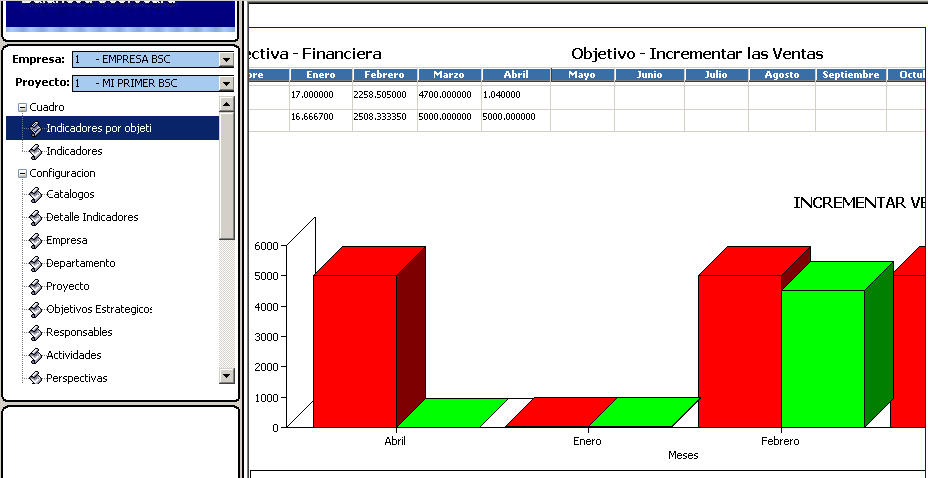 Balanced Scorecard
Empresa: 1 - EMPRESA BSC
Proyecto: 1 - MI PRIMER BSC
Cuadro
Indicadores por objeti
Indicadores
Configuracion
Catalogos
Detalle Indicadores
Empresa
Departamento
Proyecto
Objetivos Estrategicos
Responsables
Actividades
Perspectivas
ectiva - Financiera Objetivo - Incrementar las Ventas
bre Enero Febrero Marzo Abril Mayo Junio Julio Agosto Septiembre Octul
17.000000 2258.505000 4700.000000 1.040000
16.666700 2508.333350 5000.000000 5000.000000
INCREMENTAR VE
6000
5000
4000
3000
2000
1000
0
Abril Enero Febrero
Meses